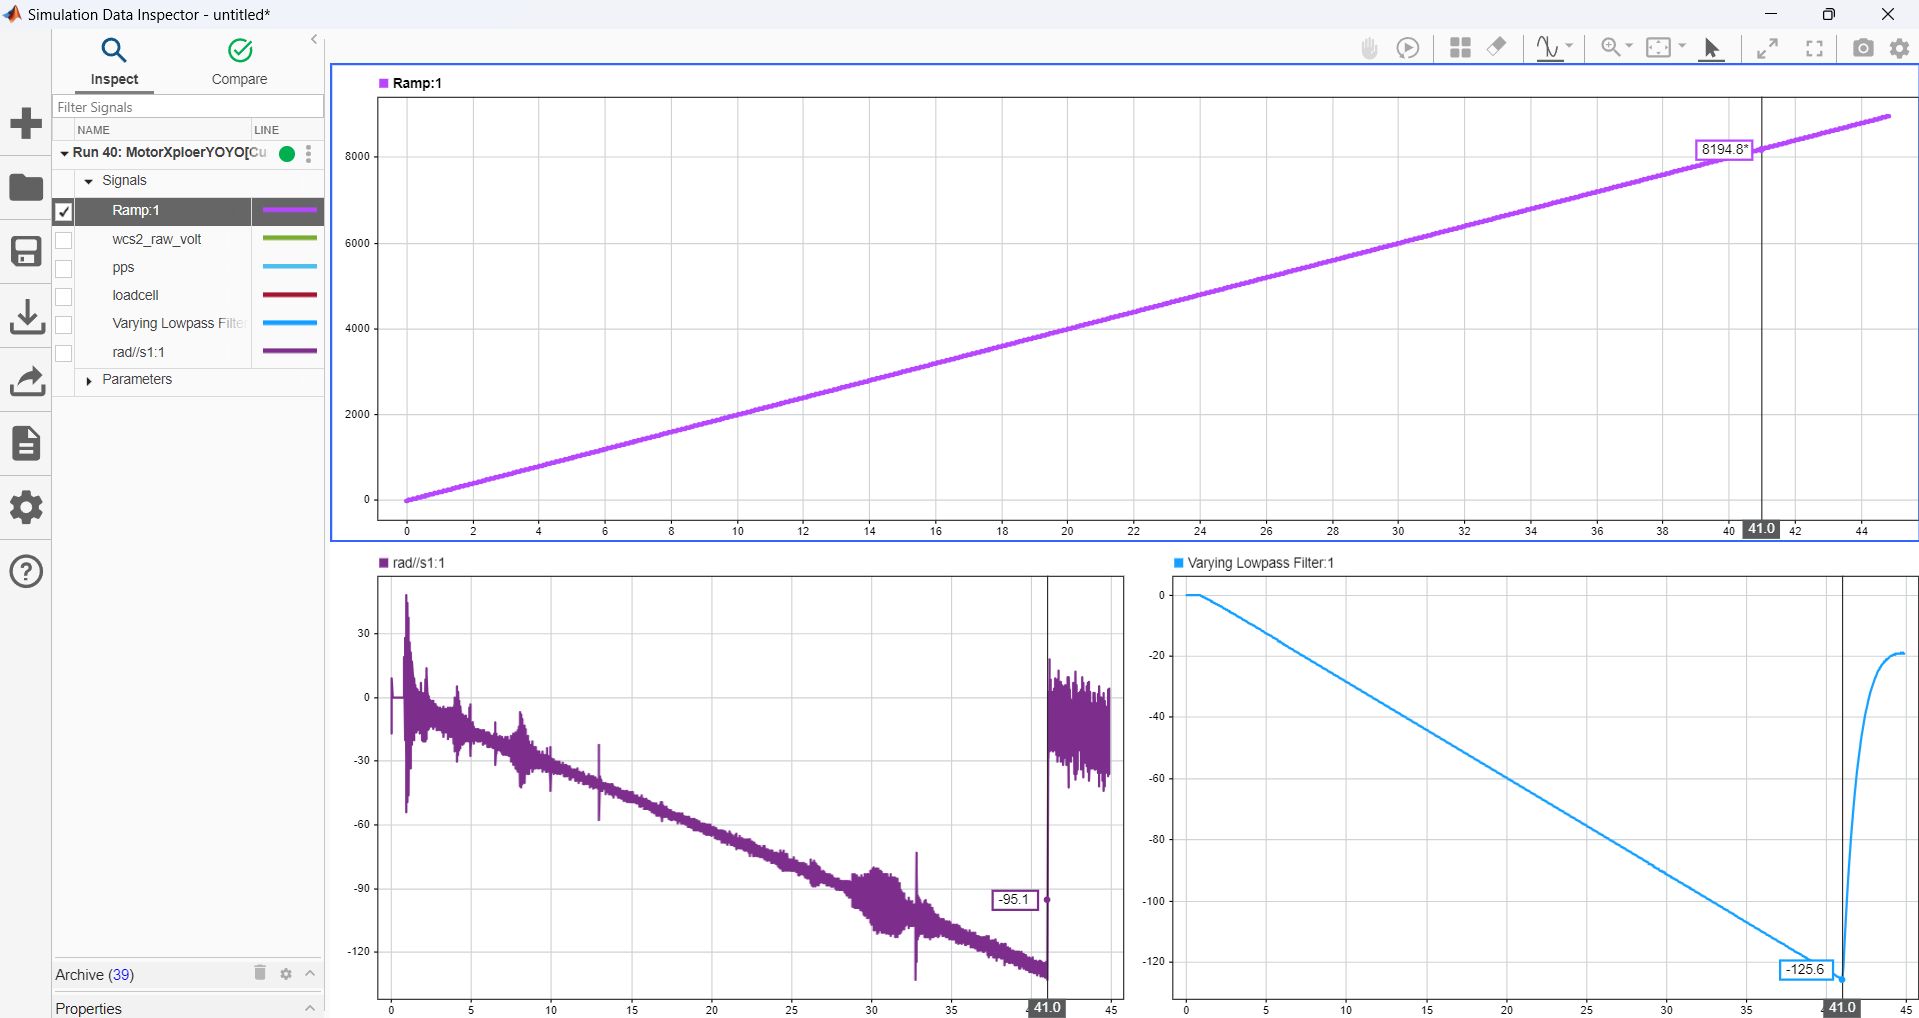 Simulation Data Inspector - untitled*
Inspect
Compare
Filter Signals
NAME
LINE
Run 40: MotorXploerYOYO[Cu
Signals
Ramp:1
wcs2_raw_volt
pps
loadcell
Varying Lowpass Filte
rad//s1:1
Parameters
Archive (39)
Properties
Ramp:1
8000
6000
4000
2000
0
8194.8*
0 2 4 6 8 10 12 14 16 18 20 22 24 26 28 30 32 34 36 38 40 41.0 42 44
rad//s1:1
30
0
-30
-60
-90
-120
-95.1
0 5 10 15 20 25 30 35 41.0 45
Varying Lowpass Filter:1
0
-20
-40
-60
-80
-100
-120
-125.6
0 5 10 15 20 25 30 35 41.0 45